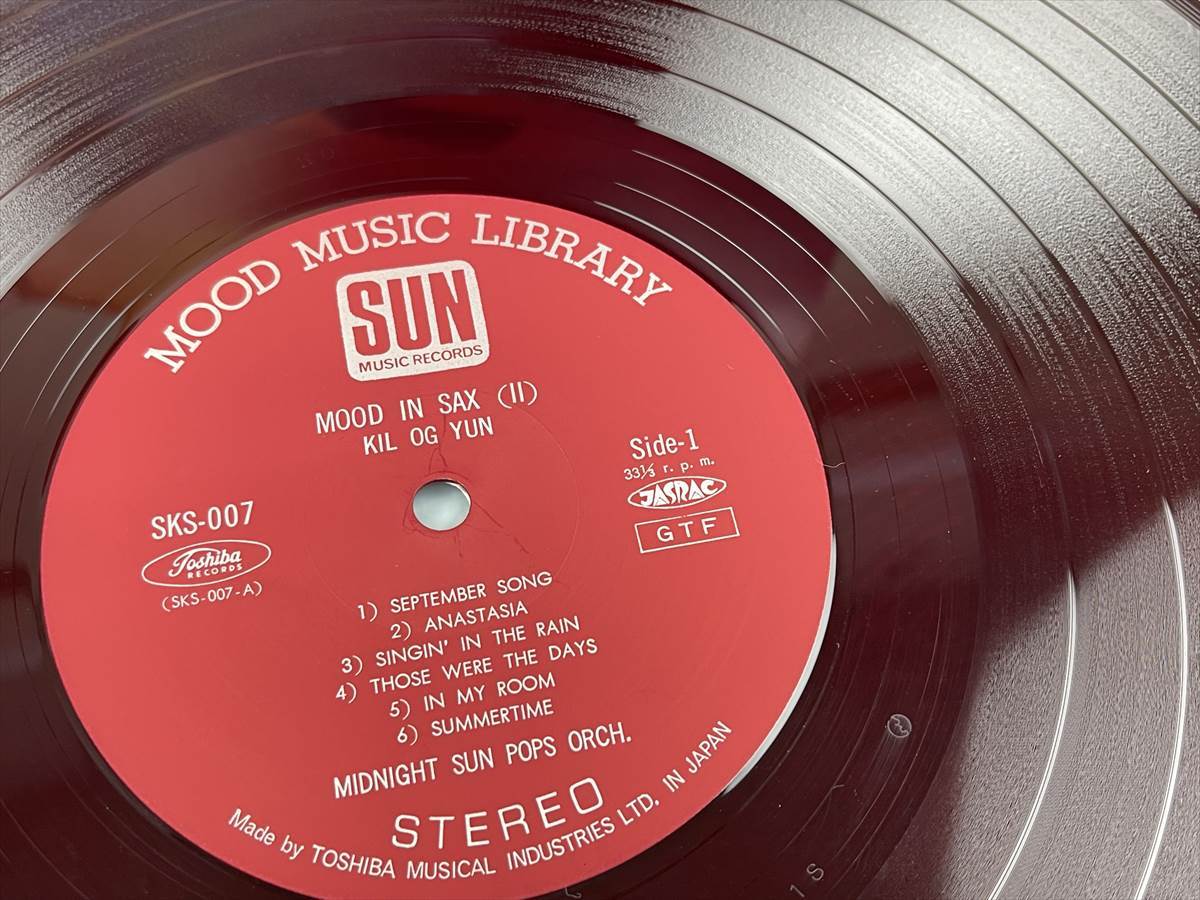 MOOD MUSIC LIBRARY
SUN
MUSIC RECORDS
MOOD IN SAX (II)
KIL OG YUN
Side-1
33⅓ r. p. m.
JASRAC
GTF
SKS-007
Toshiba
RECORDS
(SKS-007-A)
1) SEPTEMBER SONG
2) ANASTASIA
3) SINGIN' IN THE RAIN
4) THOSE WERE THE DAYS
5) IN MY ROOM
6) SUMMERTIME
MIDNIGHT SUN POPS ORCH.
STEREO
Made by TOSHIBA MUSICAL INDUSTRIES LTD. IN JAPAN
1S